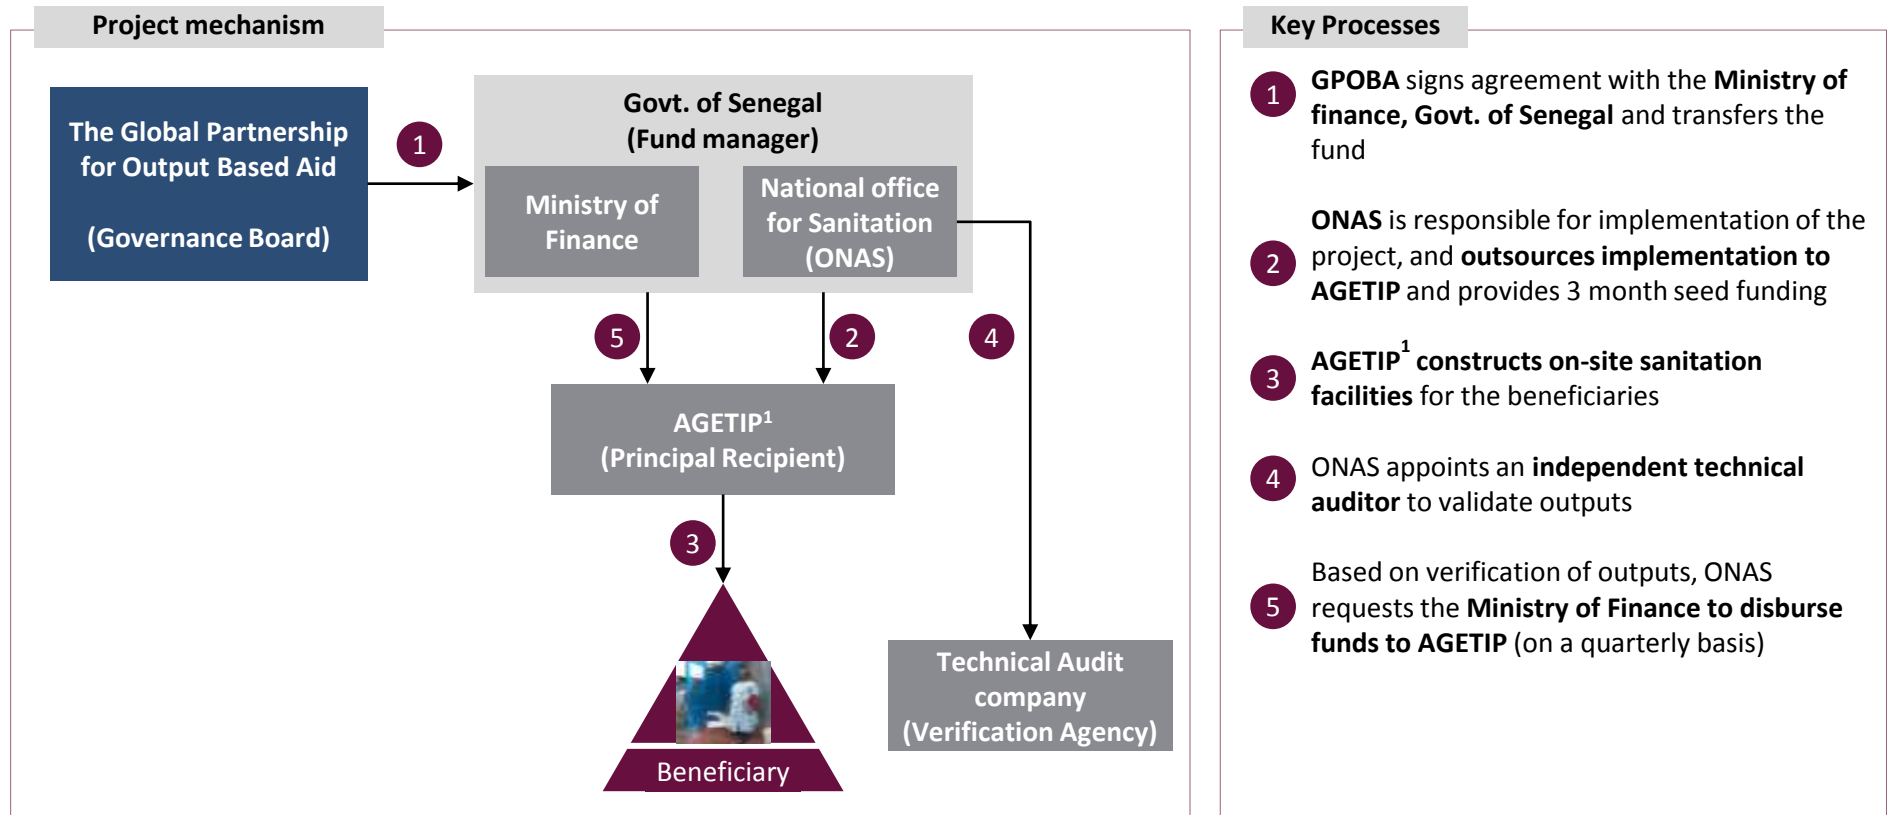 Project mechanism
The Global Partnership
for Output Based Aid
(Governance Board)
1
Govt. of Senegal
(Fund manager)
Ministry of
Finance
National office
for Sanitation
(ONAS)
5
2
4
AGETIP¹
(Principal Recipient)
3
Beneficiary
Technical Audit
company
(Verification Agency)
Key Processes
1
GPOBA signs agreement with the Ministry of
finance, Govt. of Senegal and transfers the
fund
2
ONAS is responsible for implementation of the
project, and outsources implementation to
AGETIP and provides 3 month seed funding
3
AGETIP¹ constructs on-site sanitation
facilities for the beneficiaries
4
ONAS appoints an independent technical
auditor to validate outputs
5
Based on verification of outputs, ONAS
requests the Ministry of Finance to disburse
funds to AGETIP (on a quarterly basis)